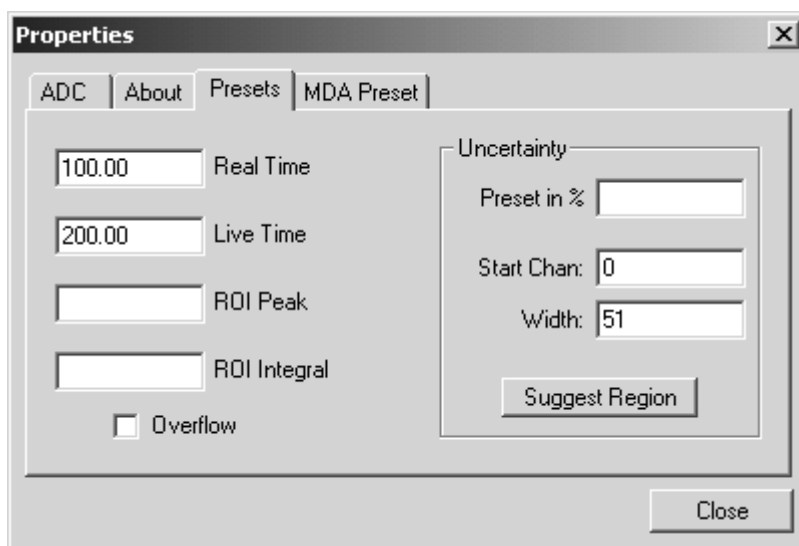 Properties
ADC About Presets MDA Preset
100.00 Real Time
200.00 Live Time
ROI Peak
ROI Integral
Overflow
Uncertainty
Preset in %
Start Chan: 0
Width: 51
Suggest Region
Close